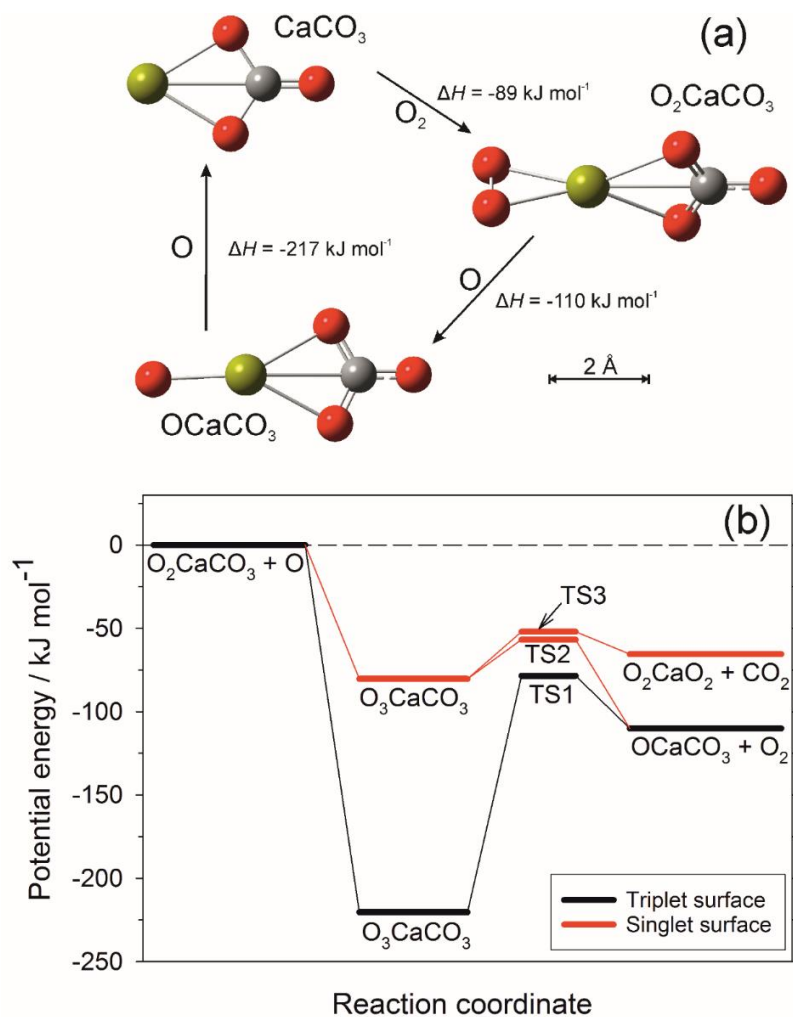 CaCO₃
(a)
ΔH = -89 kJ mol⁻¹
O₂
O₂CaCO₃
O
ΔH = -217 kJ mol⁻¹
O
ΔH = -110 kJ mol⁻¹
2 Å
OCaCO₃
(b)
Potential energy / kJ mol⁻¹
0
-50
-100
-150
-200
-250
O₂CaCO₃ + O
TS3
TS2
O₃CaCO₃
O₂CaO₂ + CO₂
TS1
OCaCO₃ + O₂
O₃CaCO₃
Triplet surface
Singlet surface
Reaction coordinate